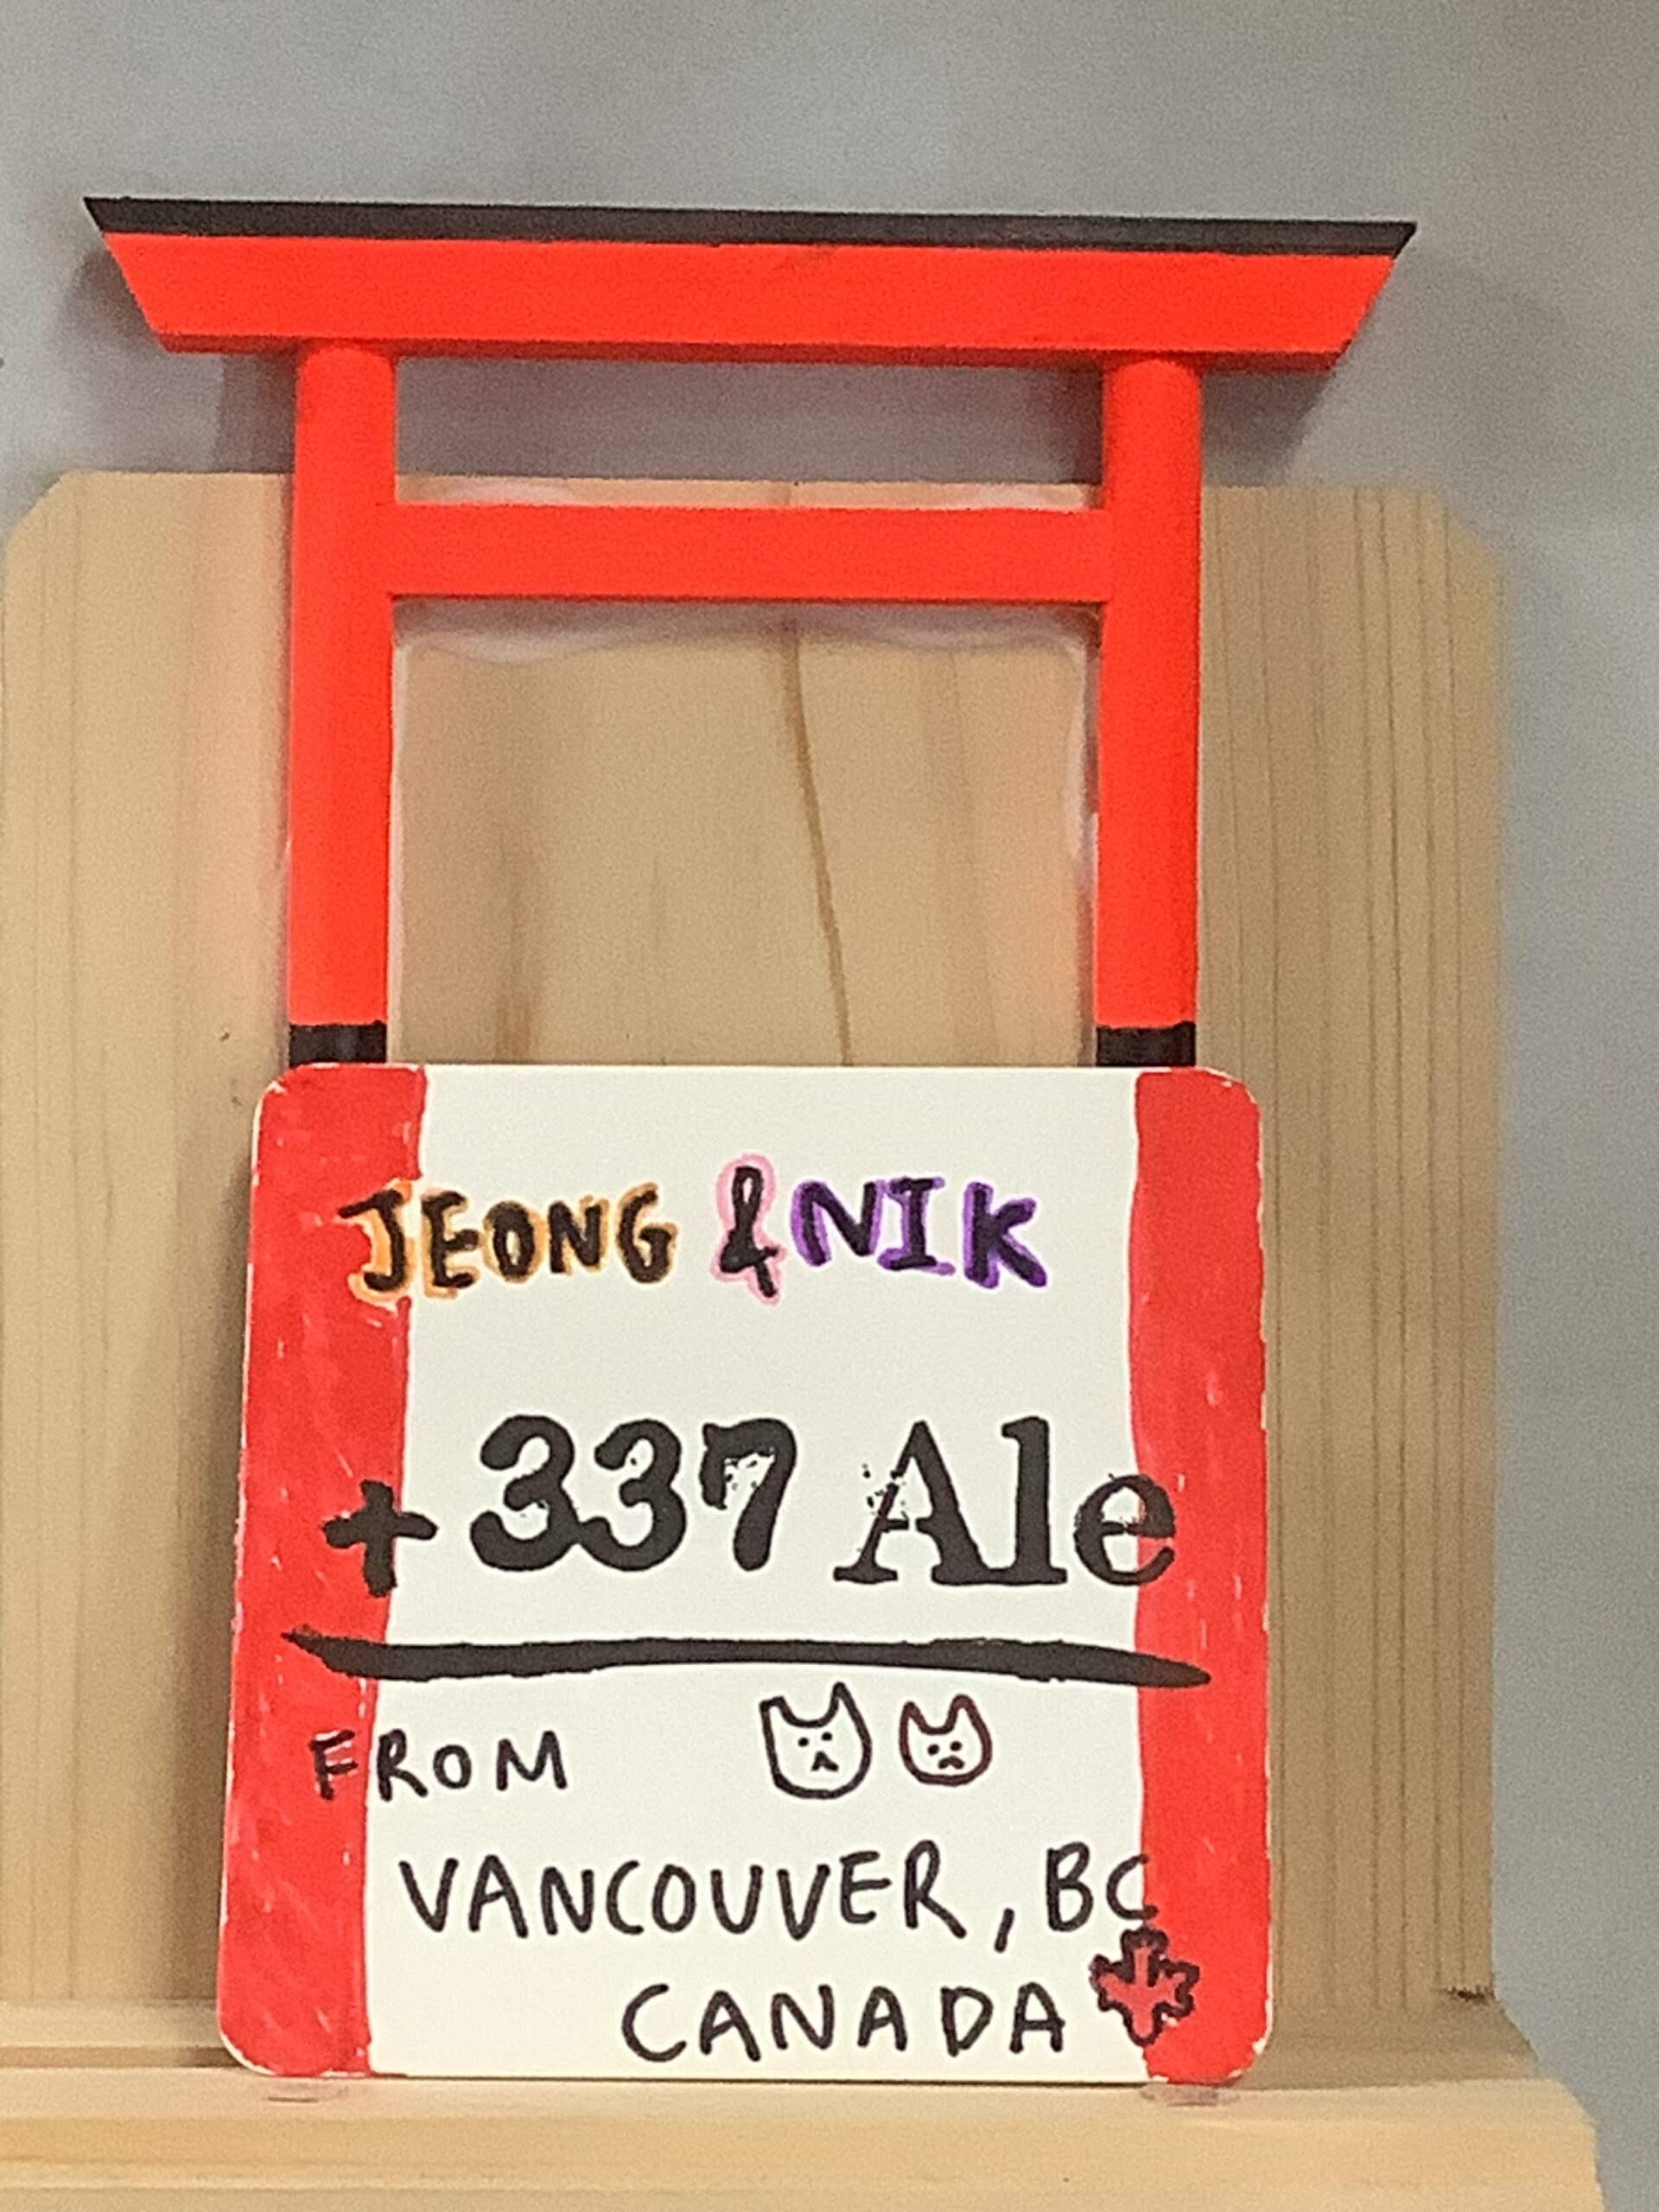 JEONG & NIK
+337 Ale
FROM
VANCOUVER, BC
CANADA